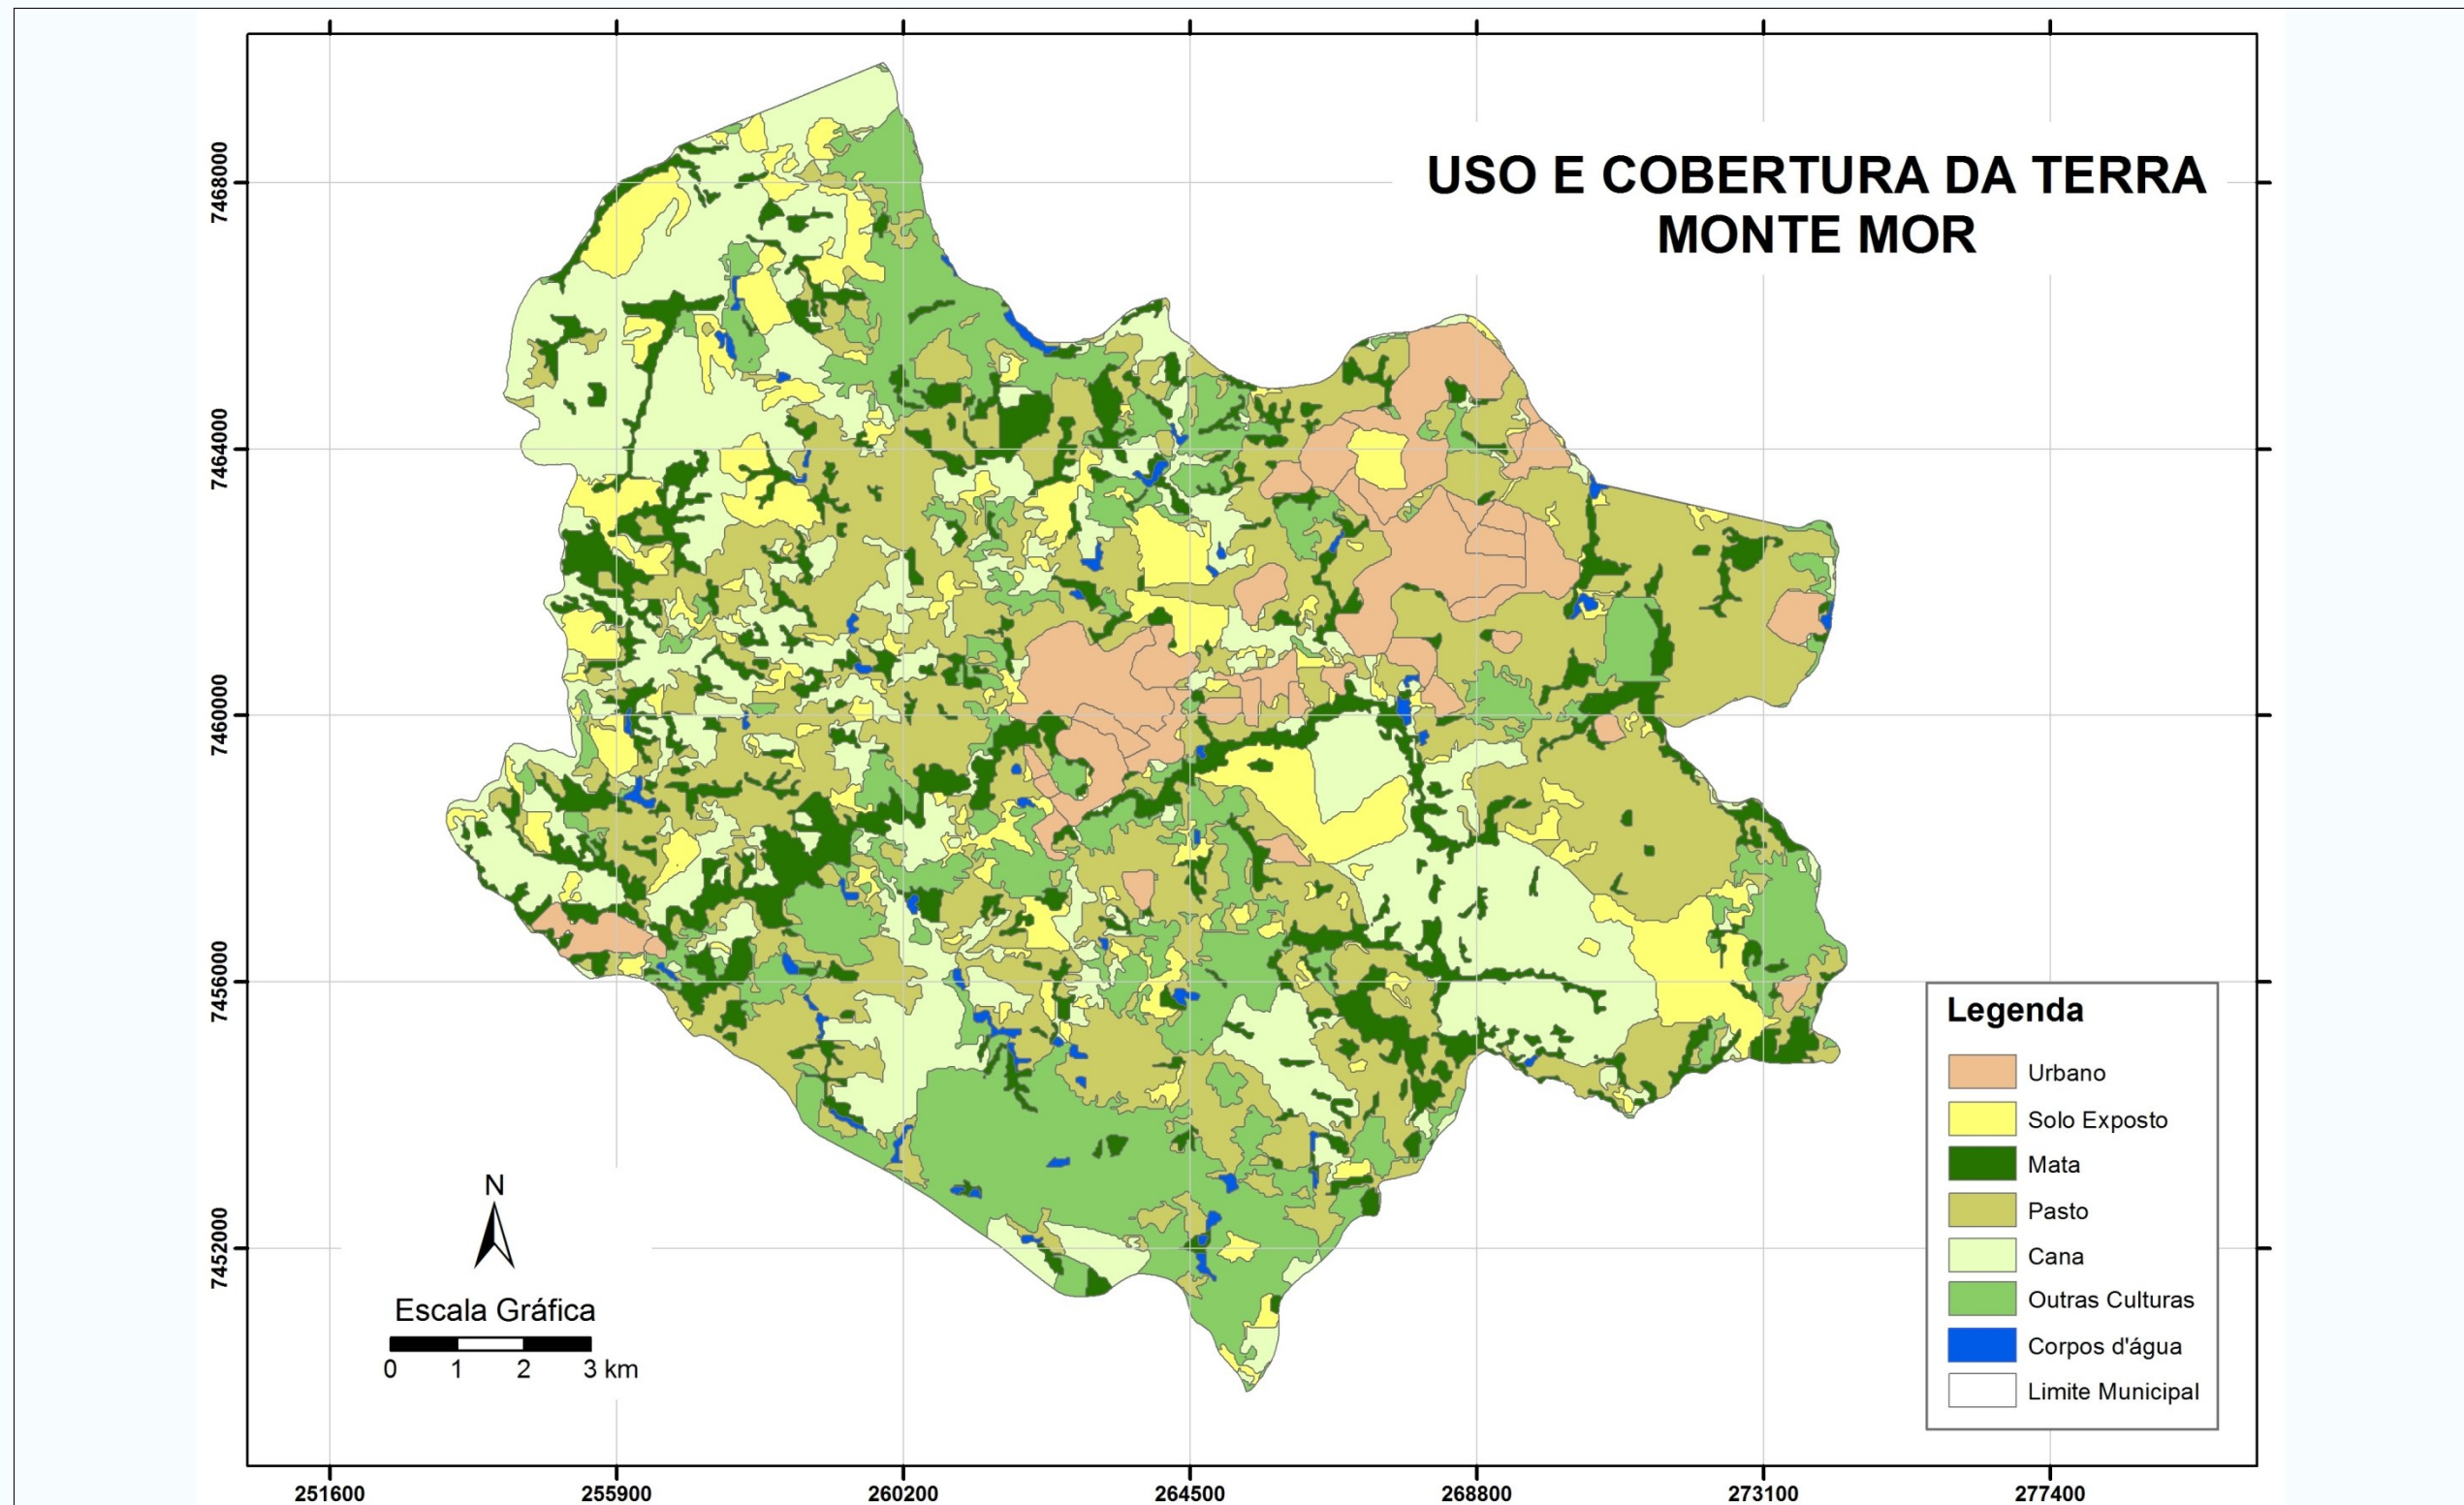 USO E COBERTURA DA TERRA
MONTE MOR
7468000
7464000
7460000
7456000
7452000
N
Escala Gráfica
0 1 2 3 km
Legenda
Urbano
Solo Exposto
Mata
Pasto
Cana
Outras Culturas
Corpos d'água
Limite Municipal
251600 255900 260200 264500 268800 273100 277400